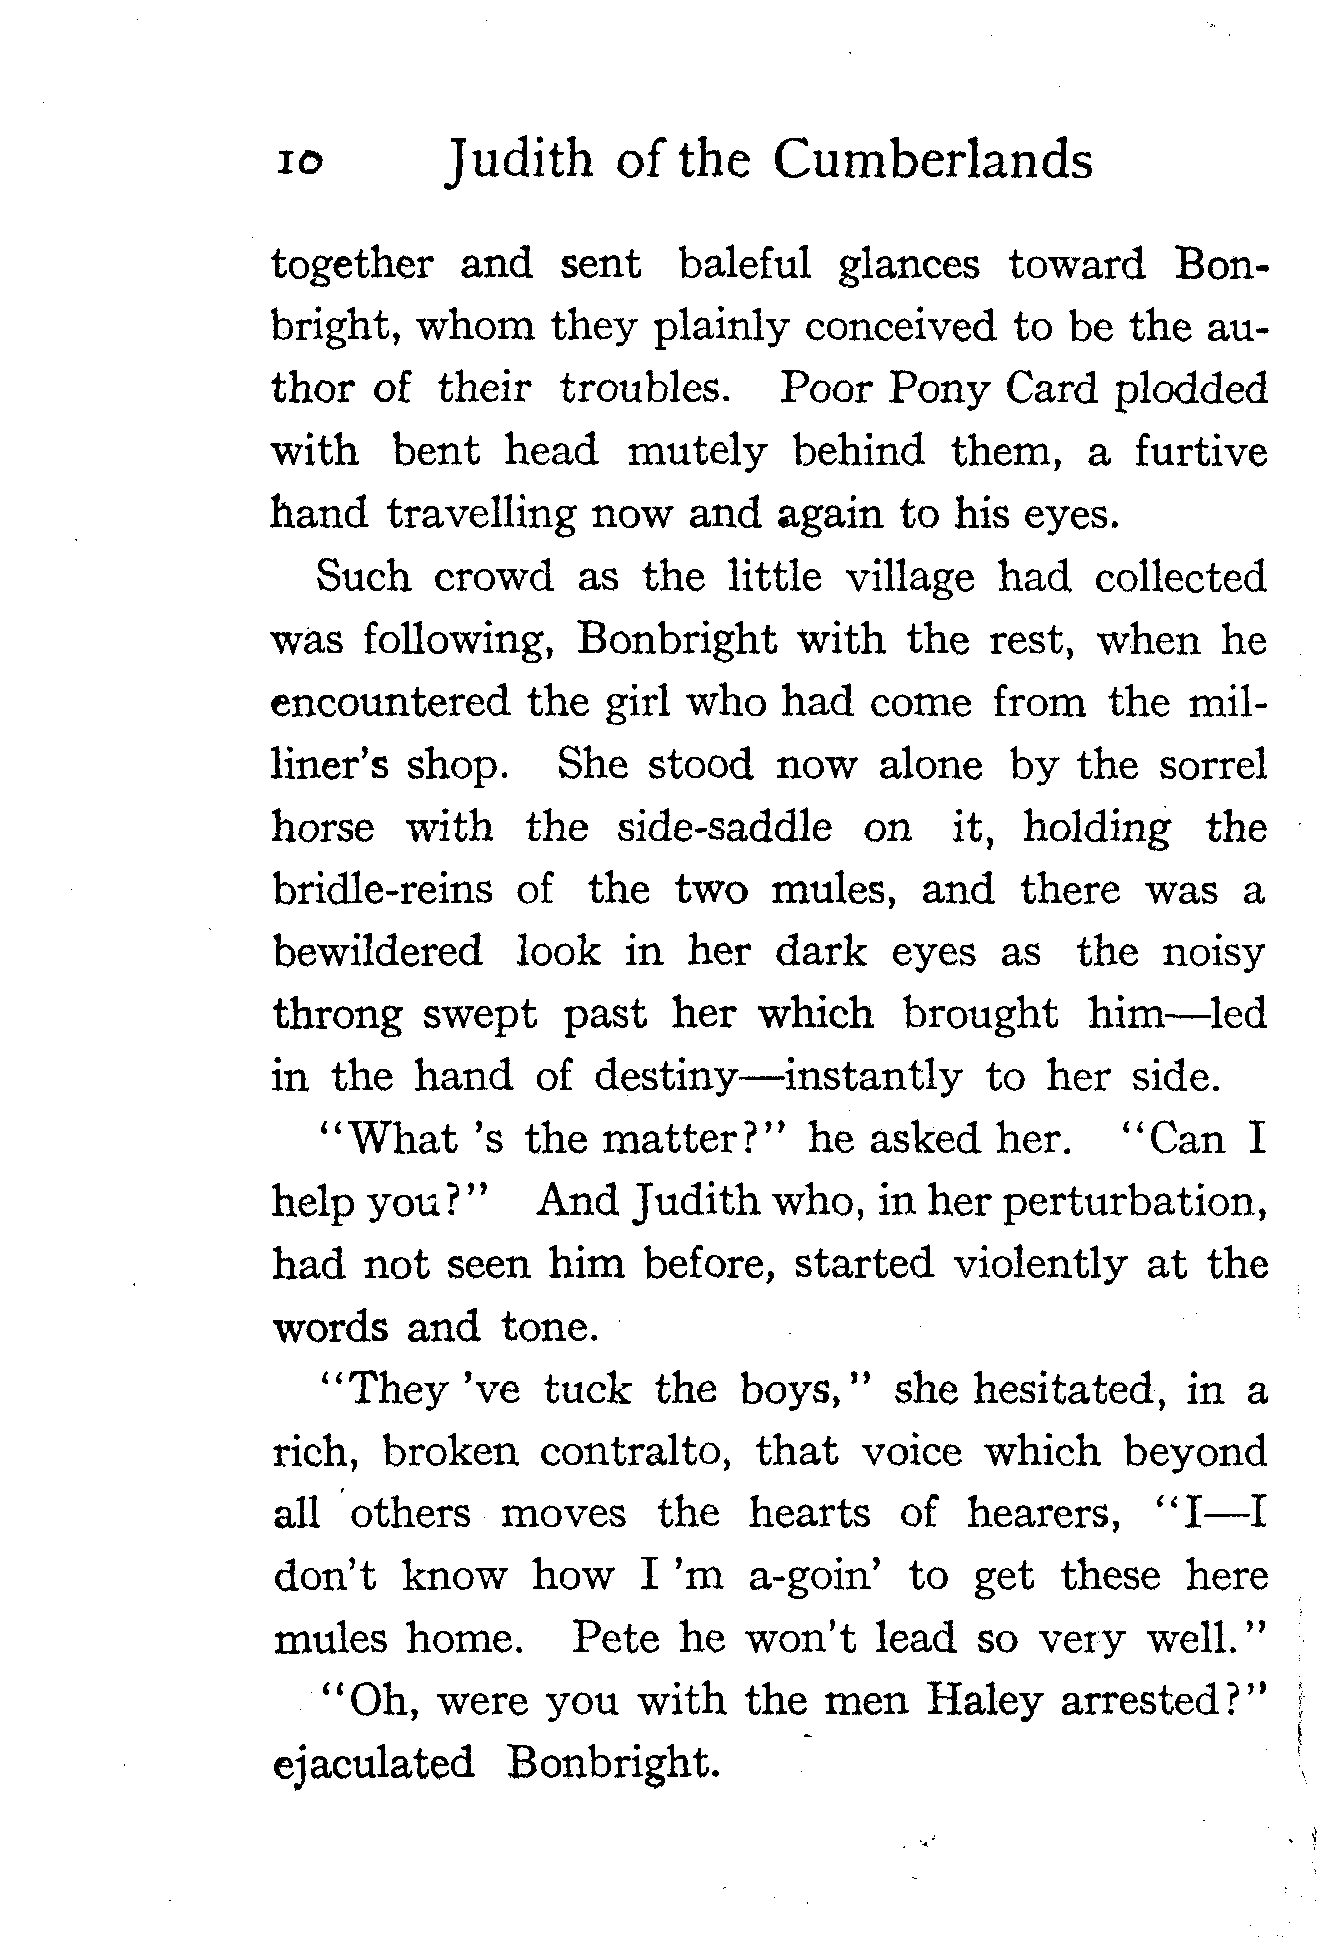 10 Judith of the Cumberlands
together and sent baleful glances toward Bon-
bright, whom they plainly conceived to be the au-
thor of their troubles. Poor Pony Card plodded
with bent head mutely behind them, a furtive
hand travelling now and again to his eyes.
Such crowd as the little village had collected
was following, Bonbright with the rest, when he
encountered the girl who had come from the mil-
liner's shop. She stood now alone by the sorrel
horse with the side-saddle on it, holding the
bridle-reins of the two mules, and there was a
bewildered look in her dark eyes as the noisy
throng swept past her which brought him—led
in the hand of destiny—instantly to her side.
"What 's the matter?" he asked her. "Can I
help you?" And Judith who, in her perturbation,
had not seen him before, started violently at the
words and tone.
"They 've tuck the boys," she hesitated, in a
rich, broken contralto, that voice which beyond
all others moves the hearts of hearers, "I—I
don't know how I 'm a-goin' to get these here
mules home. Pete he won't lead so very well."
"Oh, were you with the men Haley arrested?"
ejaculated Bonbright.